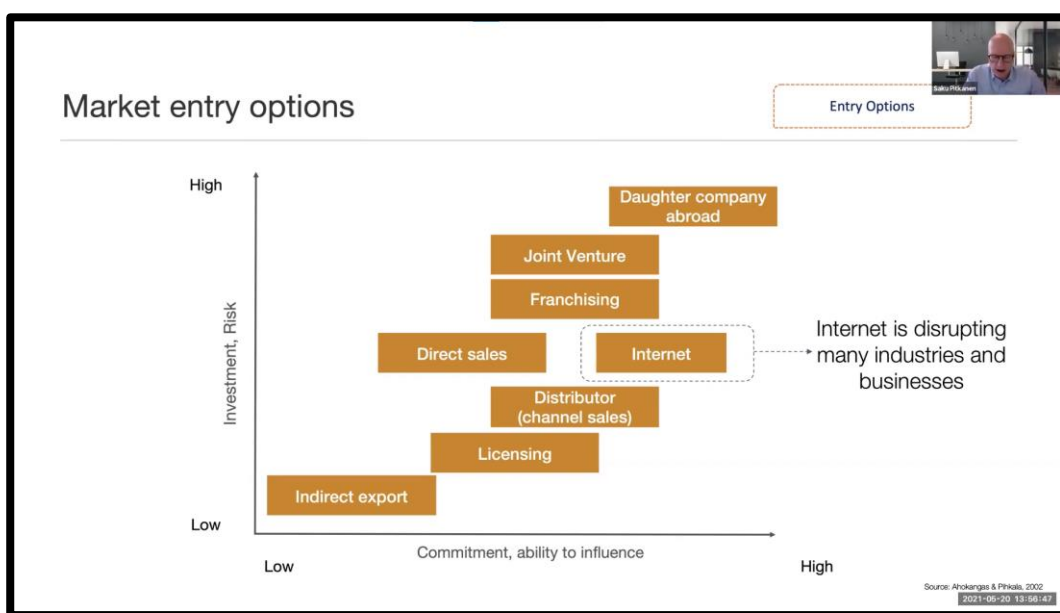 Market entry options
Entry Options
Saku Pitkänen
High
Daughter company
abroad
Joint Venture
Franchising
Direct sales
Internet
Internet is disrupting
many industries and
businesses
Distributor
(channel sales)
Licensing
Indirect export
Investment, Risk
Low
Commitment, ability to influence
Low
High
Source: Ahokangas & Pihkala, 2002
2021-05-20 13:56:47